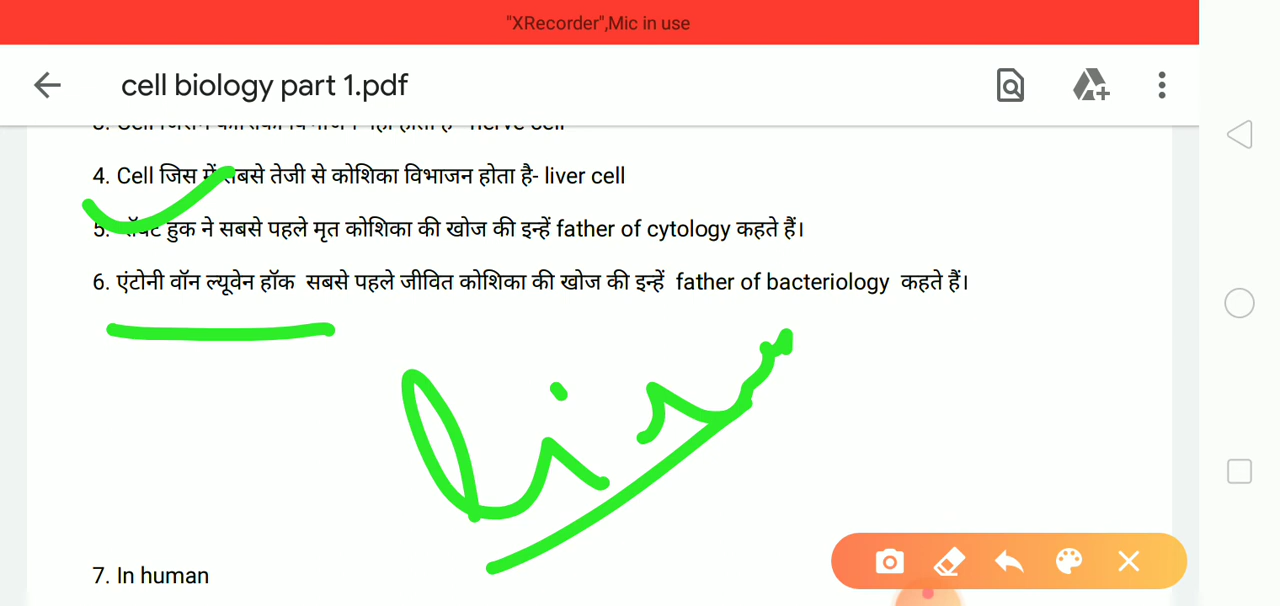 "XRecorder",Mic in use
cell biology part 1.pdf
4. Cell जिस में सबसे तेजी से कोशिका विभाजन होता है- liver cell
5. हुक ने सबसे पहले मृत कोशिका की खोज की इन्हें father of cytology कहते हैं।
6. एंटोनी वॉन ल्यूवेन हॉक सबसे पहले जीवित कोशिका की खोज की इन्हें father of bacteriology कहते हैं।
7. In human